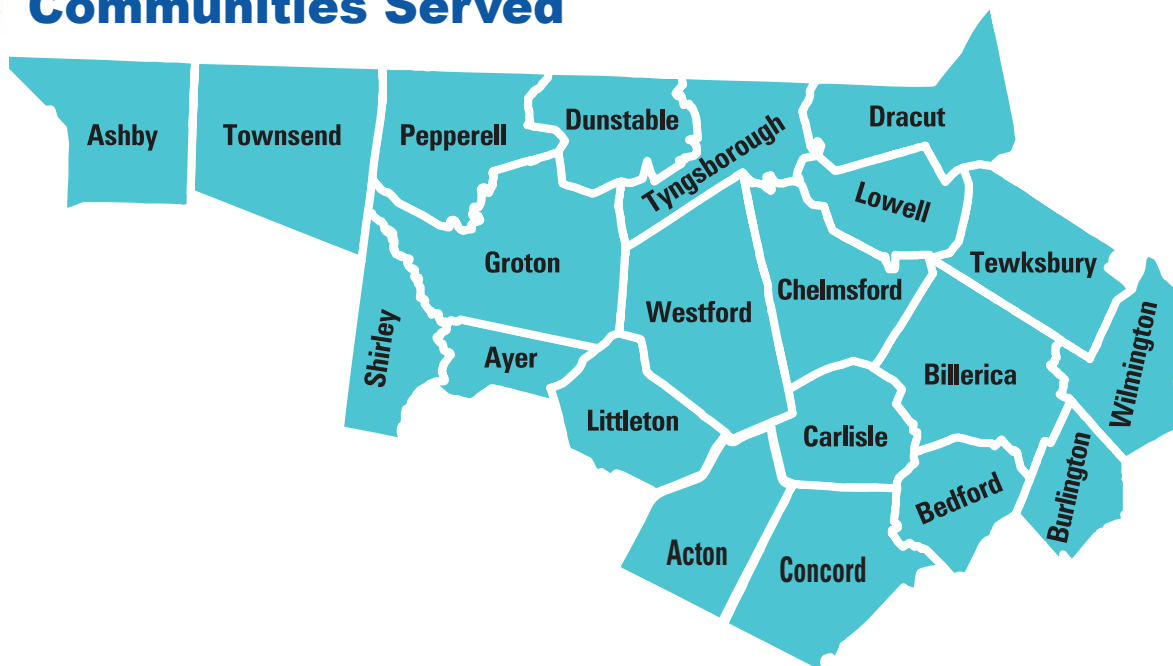 Communities Served
Ashby
Townsend
Pepperell
Dunstable
Tyngsborough
Dracut
Lowell
Groton
Tewksbury
Westford
Chelmsford
Shirley
Ayer
Billerica
Wilmington
Littleton
Carlisle
Bedford
Burlington
Acton
Concord